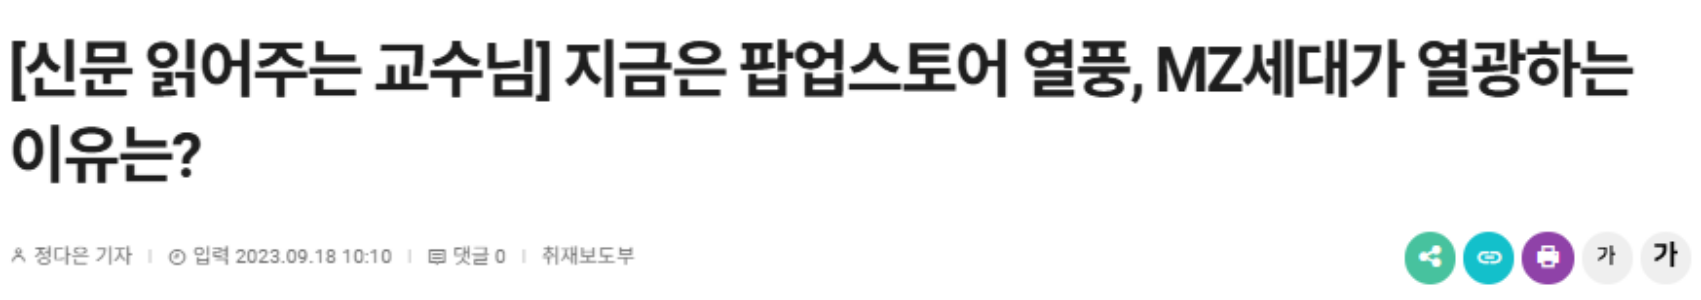 [신문 읽어주는 교수님] 지금은 팝업스토어 열풍, MZ세대가 열광하는
이유는?
정다은 기자 | 입력 2023.09.18 10:10 | 댓글 0 | 취재보도부
가 가